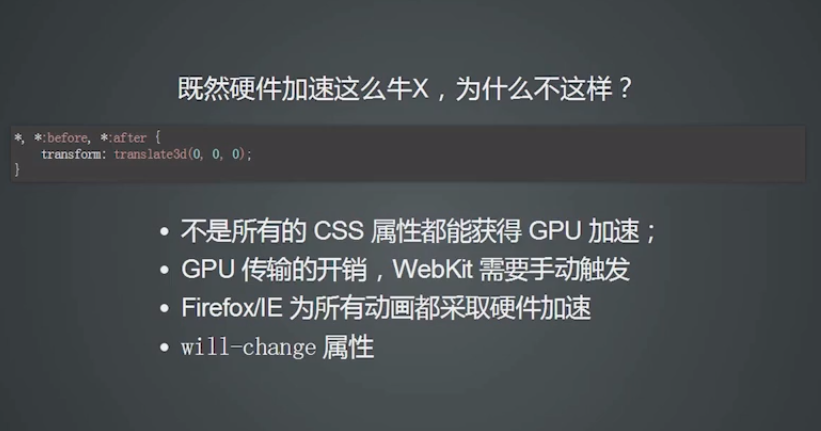 既然硬件加速这么牛X，为什么不这样？
*, *:before, *:after {
    transform: translate3d(0, 0, 0);
}
• 不是所有的 CSS 属性都能获得 GPU 加速；
• GPU 传输的开销，WebKit 需要手动触发
• Firefox/IE 为所有动画都采取硬件加速
• will-change 属性